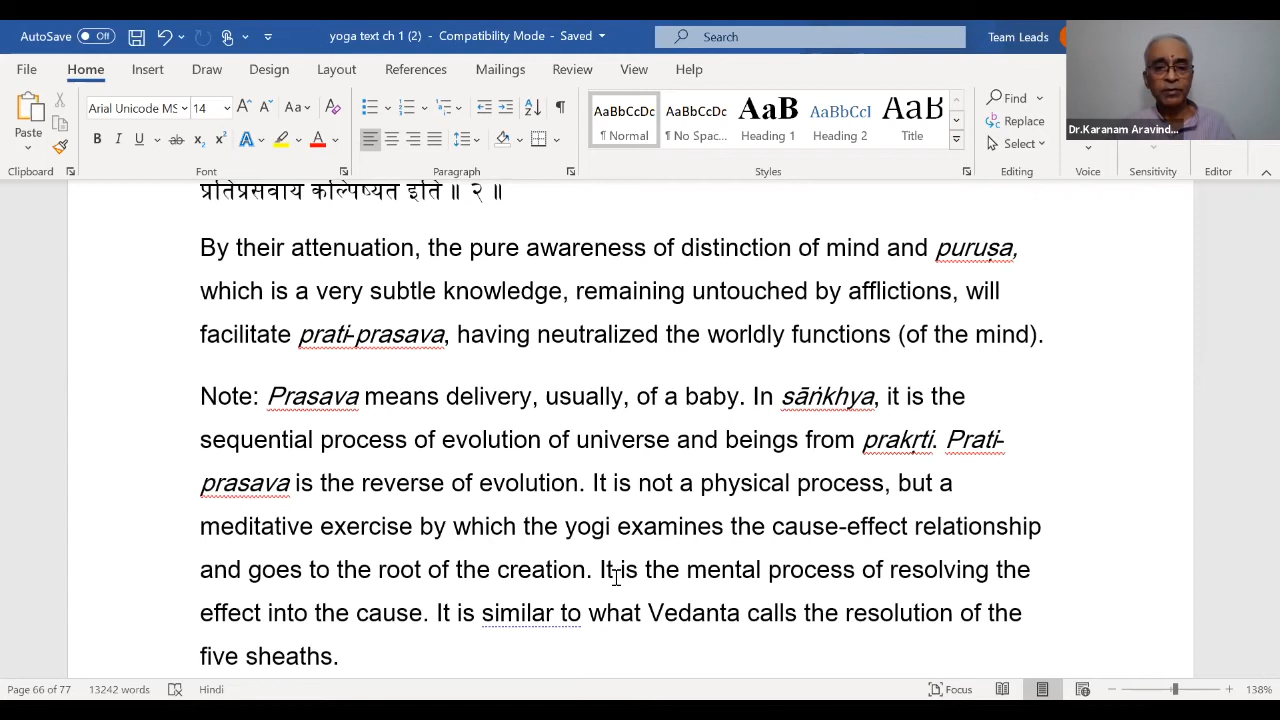 AutoSave Off yoga text ch 1 (2) - Compatibility Mode - Saved Search Team Leads
File Home Insert Draw Design Layout References Mailings Review View Help
Paste Arial Unicode MS 14 Aa AaBbCcDc AaBbCcDc AaB AaBbCcI AaB Find
Replace
Select
B I U ab x₂ x² A A ¶ Normal ¶ No Spac... Heading 1 Heading 2 Title
Dr.Karanam Aravind...
Clipboard Font Paragraph Styles Editing Voice Sensitivity Editor
प्रतिप्रसवाय कल्पिष्यत इति ॥ २ ॥
By their attenuation, the pure awareness of distinction of mind and puruṣa,
which is a very subtle knowledge, remaining untouched by afflictions, will
facilitate prati-prasava, having neutralized the worldly functions (of the mind).
Note: Prasava means delivery, usually, of a baby. In sāṅkhya, it is the
sequential process of evolution of universe and beings from prakṛti. Prati-
prasava is the reverse of evolution. It is not a physical process, but a
meditative exercise by which the yogi examines the cause-effect relationship
and goes to the root of the creation. It is the mental process of resolving the
effect into the cause. It is similar to what Vedanta calls the resolution of the
five sheaths.
Page 66 of 77 13242 words Hindi Focus 138%